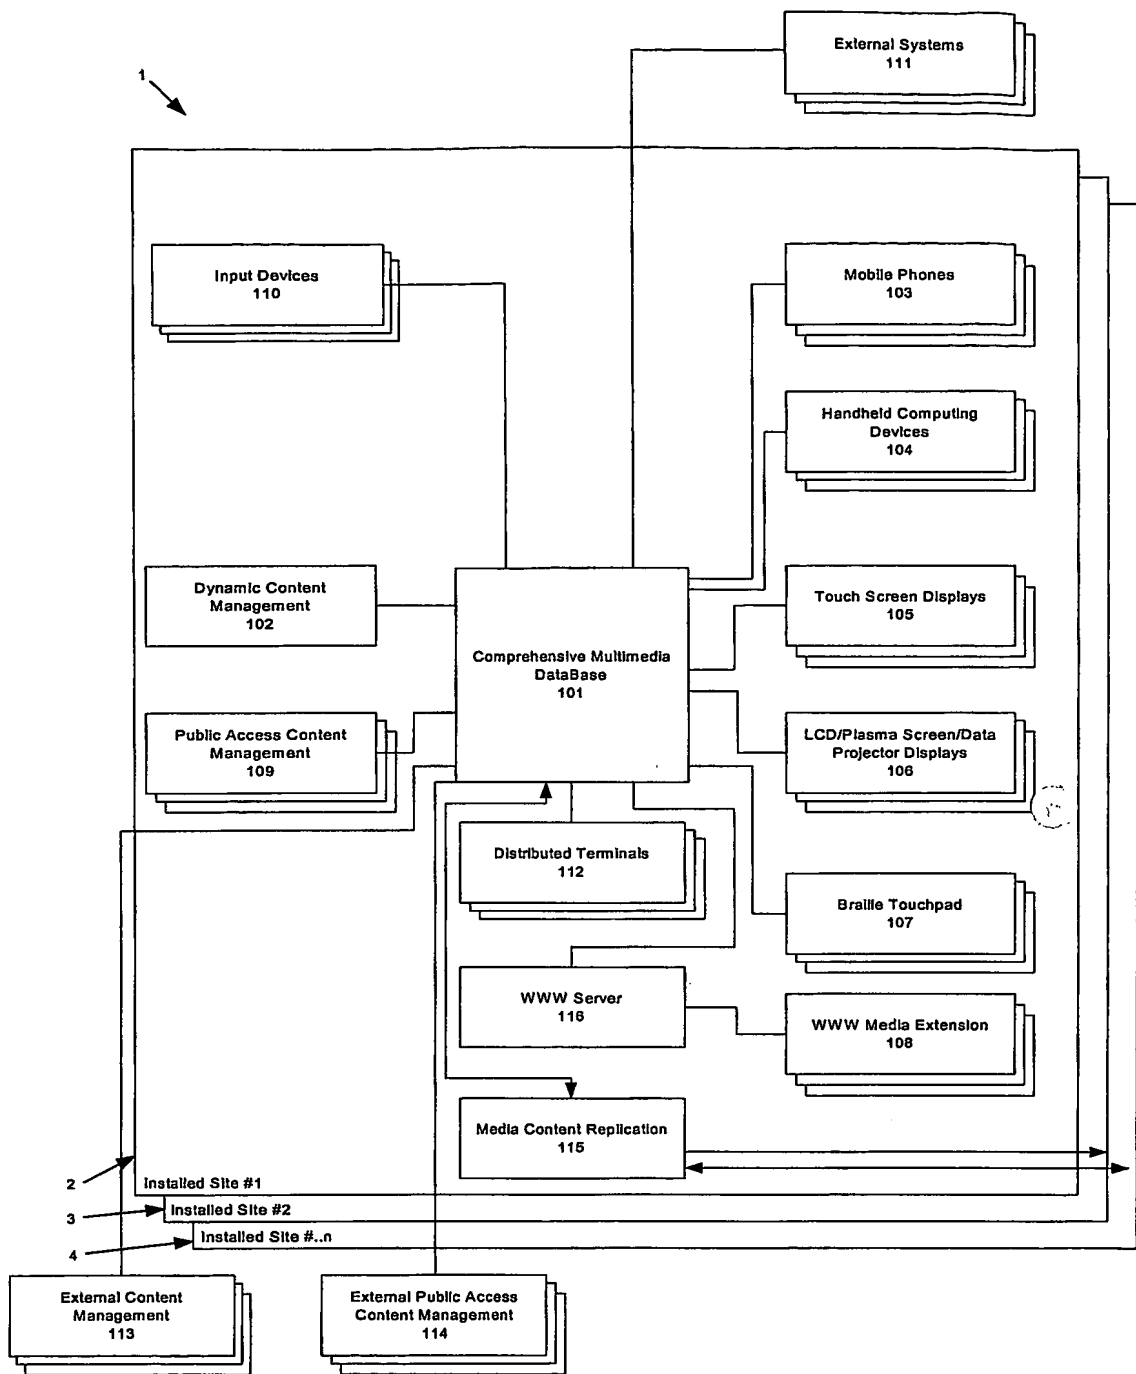 External Systems
111
1
Input Devices
110
Mobile Phones
103
Handheld Computing
Devices
104
Dynamic Content
Management
102
Touch Screen Displays
105
Comprehensive Multimedia
DataBase
101
Public Access Content
Management
109
LCD/Plasma Screen/Data
Projector Displays
106
Distributed Terminals
112
Braille Touchpad
107
WWW Server
116
WWW Media Extension
108
Media Content Replication
115
2
Installed Site #1
3
Installed Site #2
4
Installed Site #..n
External Content
Management
113
External Public Access
Content Management
114